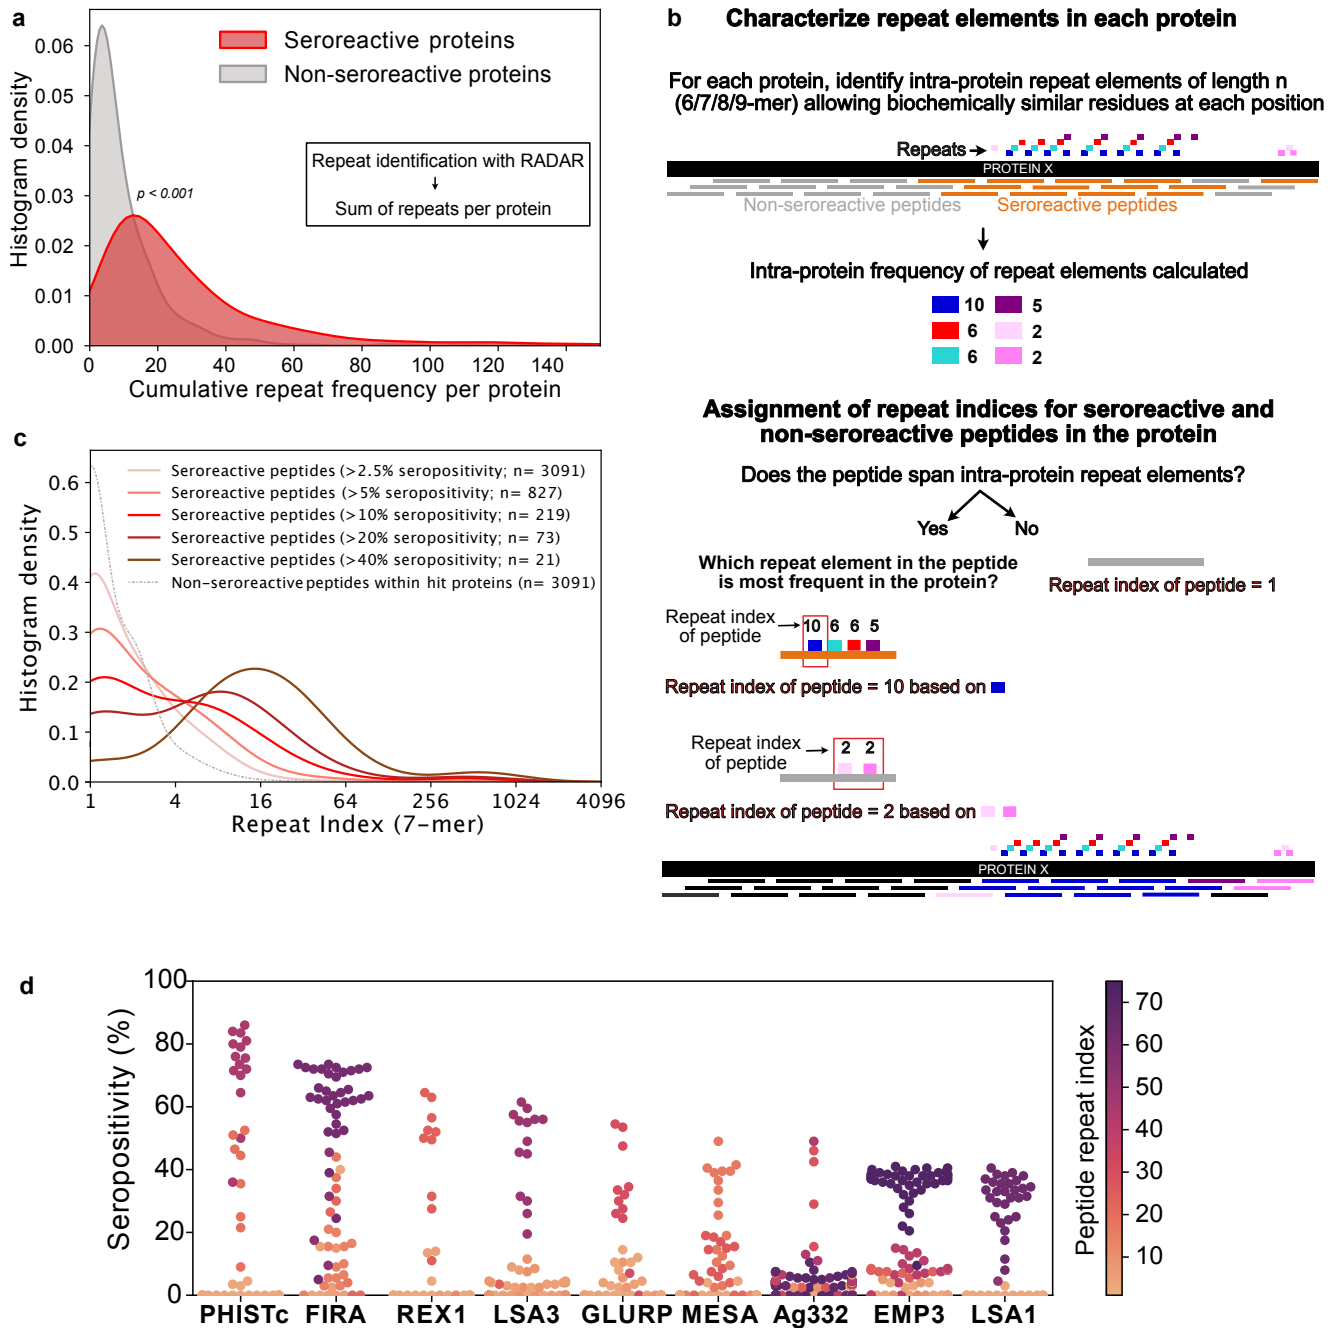 a
0.06
0.05
0.04
0.03
0.02
0.01
0.00
Histogram density
Seroreactive proteins
Non-seroreactive proteins
Repeat identification with RADAR
Sum of repeats per protein
p < 0.001
0 20 40 60 80 100 120 140
Cumulative repeat frequency per protein
b Characterize repeat elements in each protein
For each protein, identify intra-protein repeat elements of length n
(6/7/8/9-mer) allowing biochemically similar residues at each position
Repeats
PROTEIN X
Non-seroreactive peptides Seroreactive peptides
Intra-protein frequency of repeat elements calculated
10 5
6 2
6 2
Assignment of repeat indices for seroreactive and
non-seroreactive peptides in the protein
Does the peptide span intra-protein repeat elements?
Yes No
Which repeat element in the peptide
is most frequent in the protein?
Repeat index of peptide = 1
Repeat index
of peptide
10 6 6 5
Repeat index of peptide = 10 based on
Repeat index
of peptide
2 2
Repeat index of peptide = 2 based on
PROTEIN X
c
0.6
0.5
0.4
0.3
0.2
0.1
0.0
Histogram density
Seroreactive peptides (>2.5% seropositivity; n= 3091)
Seroreactive peptides (>5% seropositivity; n= 827)
Seroreactive peptides (>10% seropositivity; n= 219)
Seroreactive peptides (>20% seropositivity; n= 73)
Seroreactive peptides (>40% seropositivity; n= 21)
Non-seroreactive peptides within hit proteins (n= 3091)
1 4 16 64 256 1024 4096
Repeat Index (7-mer)
d
100
80
60
40
20
0
Seropositivity (%)
PHISTc FIRA REX1 LSA3 GLURP MESA Ag332 EMP3 LSA1
70
60
50
40
30
20
10
Peptide repeat index